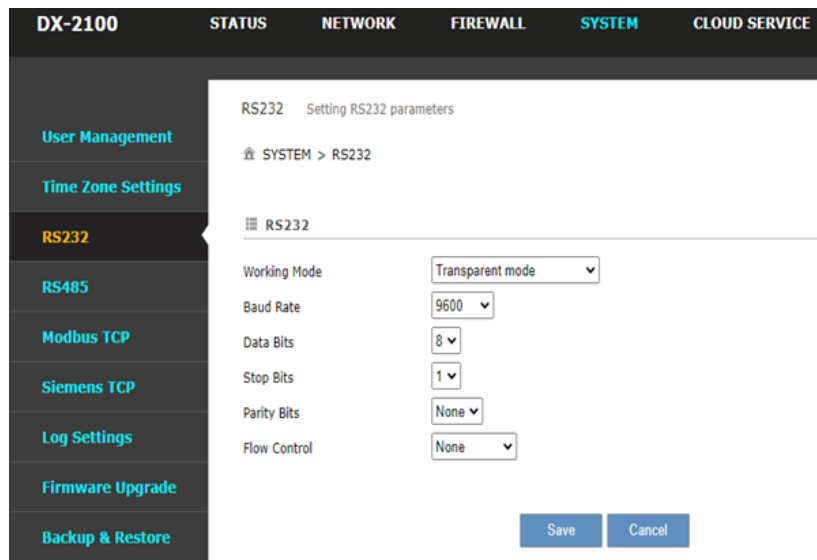 DX-2100 STATUS NETWORK FIREWALL SYSTEM CLOUD SERVICE
User Management
Time Zone Settings
RS232
RS485
Modbus TCP
Siemens TCP
Log Settings
Firmware Upgrade
Backup & Restore
RS232 Setting RS232 parameters
SYSTEM > RS232
RS232
Working Mode Transparent mode
Baud Rate 9600
Data Bits 8
Stop Bits 1
Parity Bits None
Flow Control None
Save Cancel